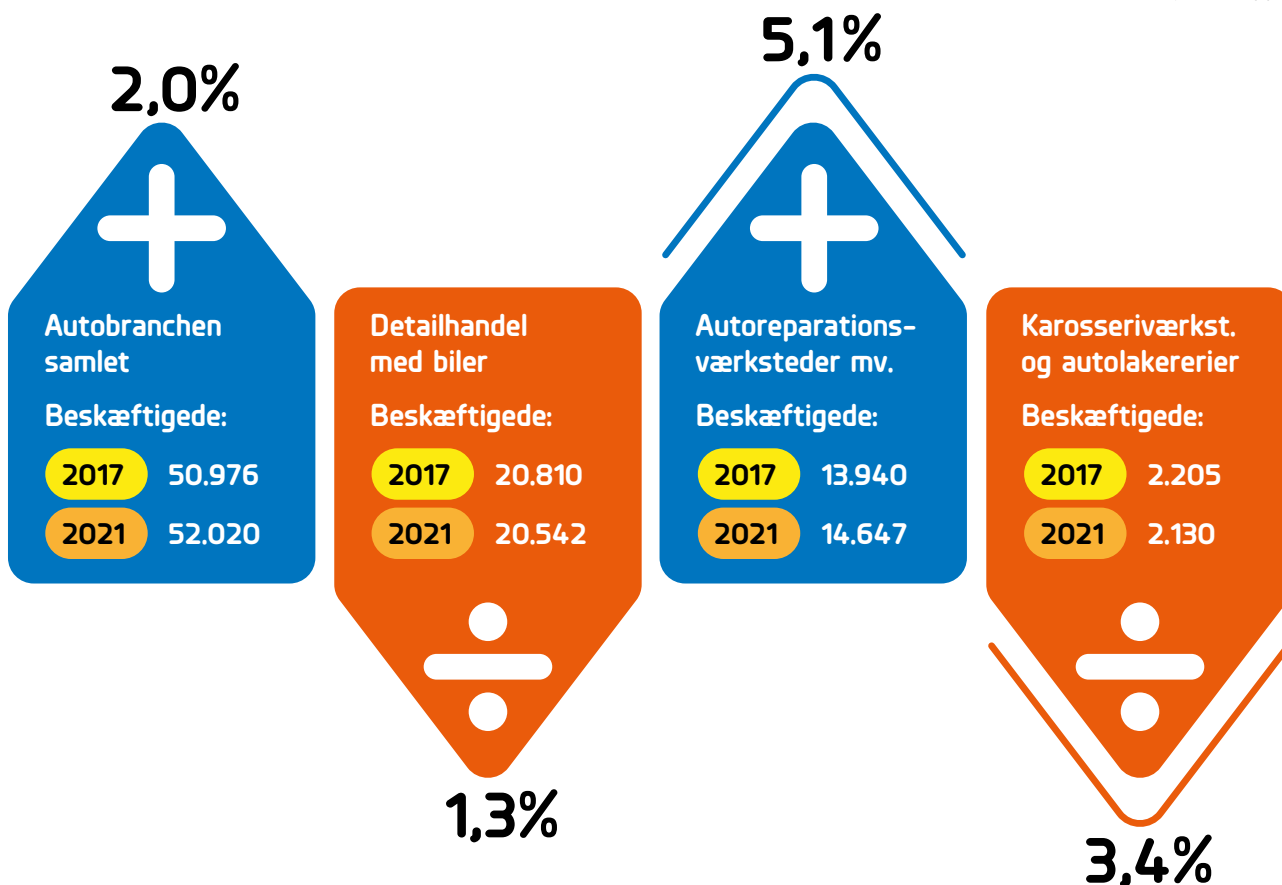 2,0%
Autobranchen
samlet
Beskæftigede:
2017 50.976
2021 52.020
Detailhandel
med biler
Beskæftigede:
2017 20.810
2021 20.542
1,3%
5,1%
Autoreparations-
værksteder mv.
Beskæftigede:
2017 13.940
2021 14.647
Karosseriværkst.
og autolakererier
Beskæftigede:
2017 2.205
2021 2.130
3,4%